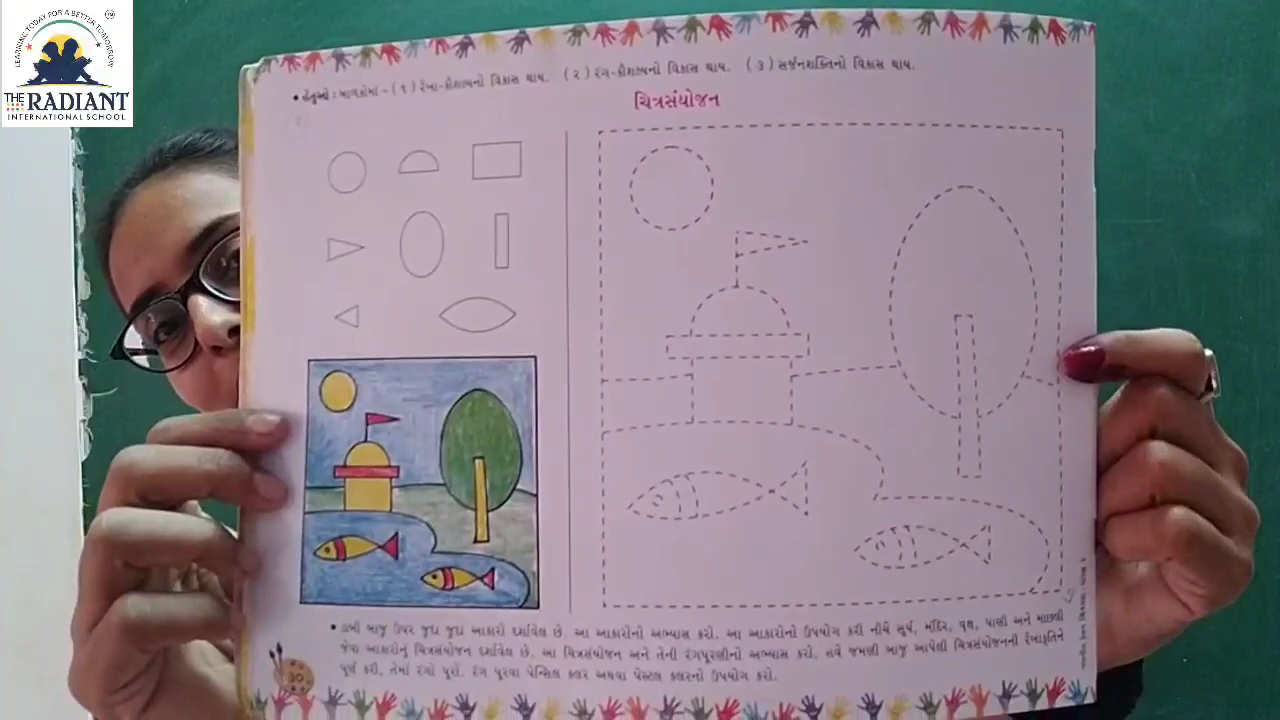 LEARNING TODAY FOR A BETTER TOMORROW
THE RADIANT
INTERNATIONAL SCHOOL
• હેતુઓ : બાળકોમાં – ( ૧ ) રેખા-કૌશલ્યનો વિકાસ થાય. ( ૨ ) રંગ-કૌશલ્યનો વિકાસ થાય. ( ૩ ) સર્જનશક્તિનો વિકાસ થાય.
ચિત્રસંયોજન
• ડાબી બાજુ ઉપર જુદા જુદા આકારો દર્શાવેલ છે. આ આકારોનો અભ્યાસ કરો. આ આકારોનો ઉપયોગ કરી નીચે સૂર્ય, મંદિર, વૃક્ષ, પાણી અને માછલી
જેવા આકારોનું ચિત્રસંયોજન દર્શાવેલ છે. આ ચિત્રસંયોજન અને તેની રંગપૂરણીનો અભ્યાસ કરો. હવે જમણી બાજુ આપેલી ચિત્રસંયોજનની રેખાકૃતિને
પૂર્ણ કરો. તેમાં રંગો પૂરો. રંગ પૂરવા પેન્સિલ કલર અથવા પેસ્ટલ કલરનો ઉપયોગ કરો.